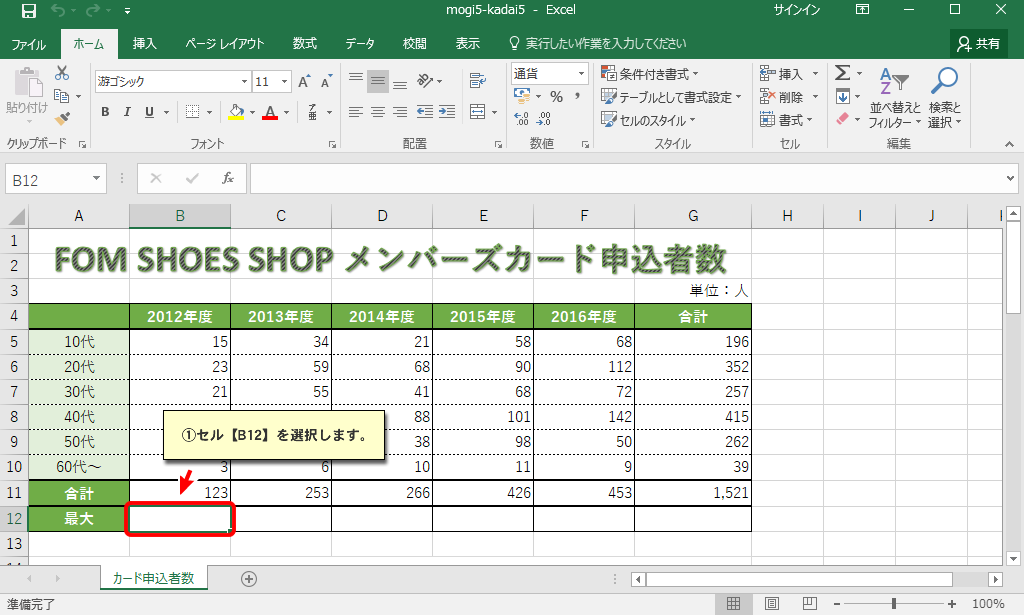 mogi5-kadai5 - Excel サインイン
ファイル ホーム 挿入 ページ レイアウト 数式 データ 校閲 表示 実行したい作業を入力してください 共有
游ゴシック 11 通貨 条件付き書式 挿入 Σ
貼り付け B I U A % , テーブルとして書式設定 削除 並べ替えと 検索と
セルのスタイル 書式 フィルター 選択
クリップボード フォント 配置 数値 スタイル セル 編集
B12 fx
A B C D E F G H I J
1
2 FOM SHOES SHOP メンバーズカード申込者数
3 単位：人
4 2012年度 2013年度 2014年度 2015年度 2016年度 合計
5 10代 15 34 21 58 68 196
6 20代 23 59 68 90 112 352
7 30代 21 55 41 68 72 257
8 40代 88 101 142 415
①セル【B12】を選択します。
9 50代 38 98 50 262
10 60代～ 3 6 10 11 9 39
11 合計 123 253 266 426 453 1,521
12 最大
13
カード申込者数
準備完了 100%